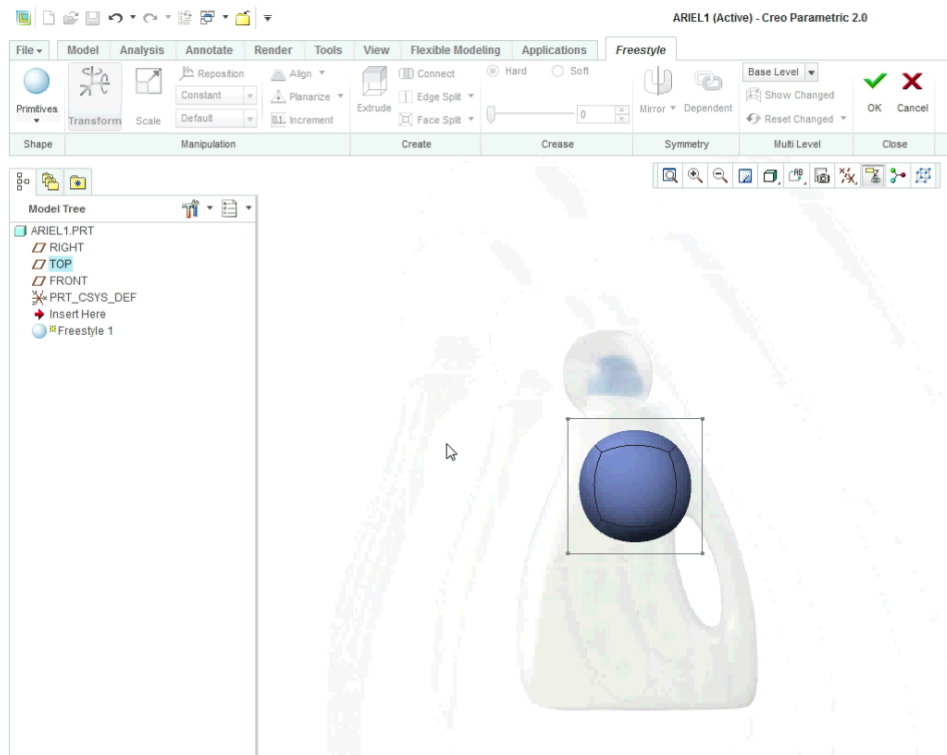 ARIEL1 (Active) - Creo Parametric 2.0
File Model Analysis Annotate Render Tools View Flexible Modeling Applications Freestyle
Reposition Align Connect Hard Soft Base Level
Constant Planarize Edge Split Show Changed
Primitives Transform Scale Default 0.1.. Increment Extrude Face Split 0 Mirror Dependent Reset Changed OK Cancel
Shape Manipulation Create Crease Symmetry Multi Level Close
Model Tree
ARIEL1.PRT
RIGHT
TOP
FRONT
PRT_CSYS_DEF
Insert Here
Freestyle 1